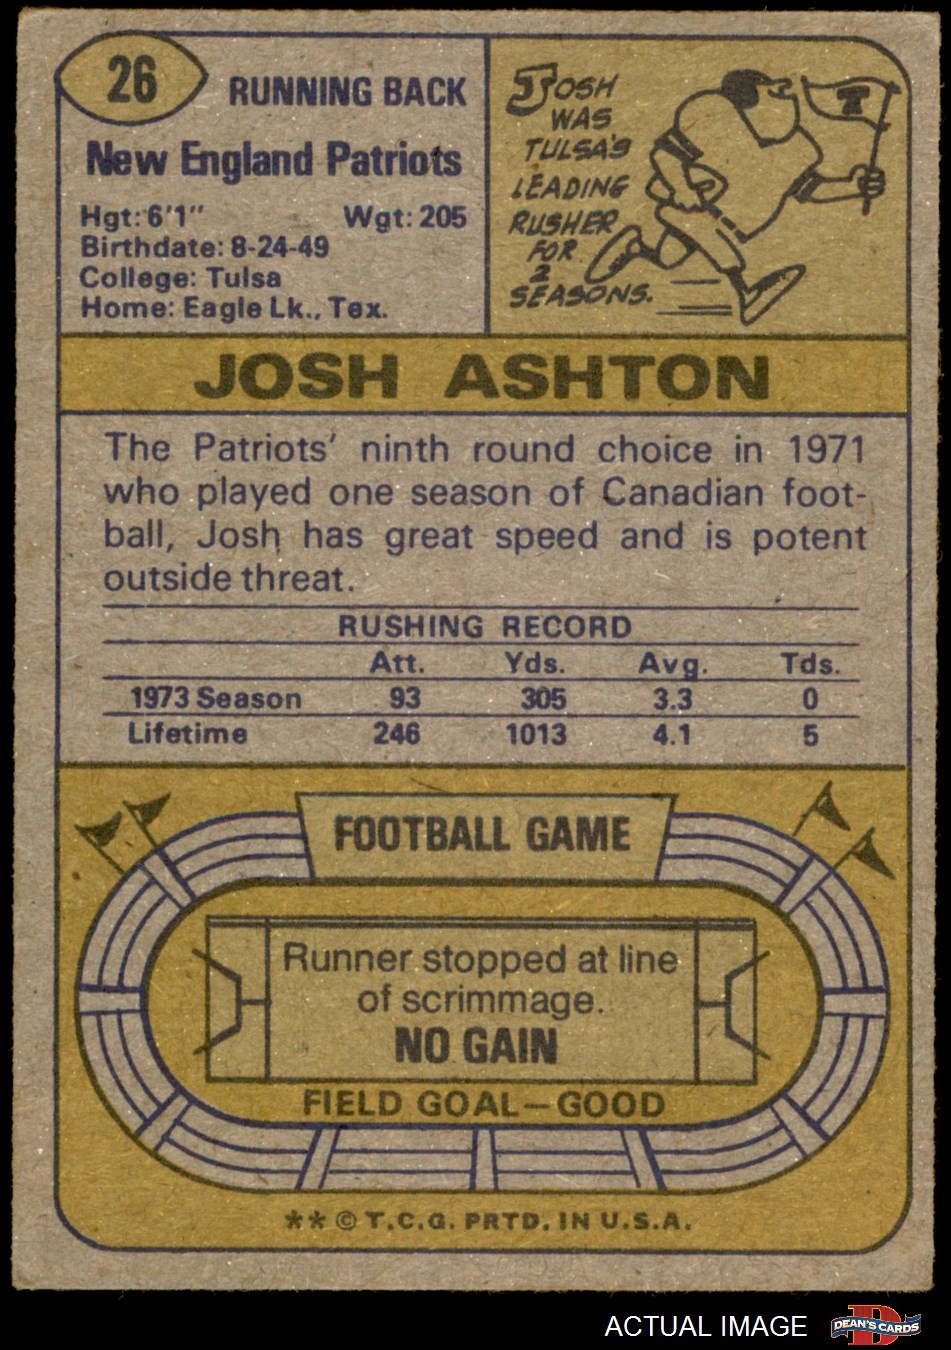 26
RUNNING BACK
New England Patriots
Hgt: 6'1" Wgt: 205
Birthdate: 8-24-49
College: Tulsa
Home: Eagle Lk., Tex.
JOSH
WAS
TULSA'S
LEADING
RUSHER
FOR
2
SEASONS.
T
JOSH ASHTON
The Patriots' ninth round choice in 1971
who played one season of Canadian foot-
ball, Josh has great speed and is potent
outside threat.
RUSHING RECORD
Att. Yds. Avg. Tds.
1973 Season 93 305 3.3 0
Lifetime 246 1013 4.1 5
FOOTBALL GAME
Runner stopped at line
of scrimmage.
NO GAIN
FIELD GOAL—GOOD
** © T.C.G. PRTD. IN U.S.A.
ACTUAL IMAGE
D
DEAN'S CARDS